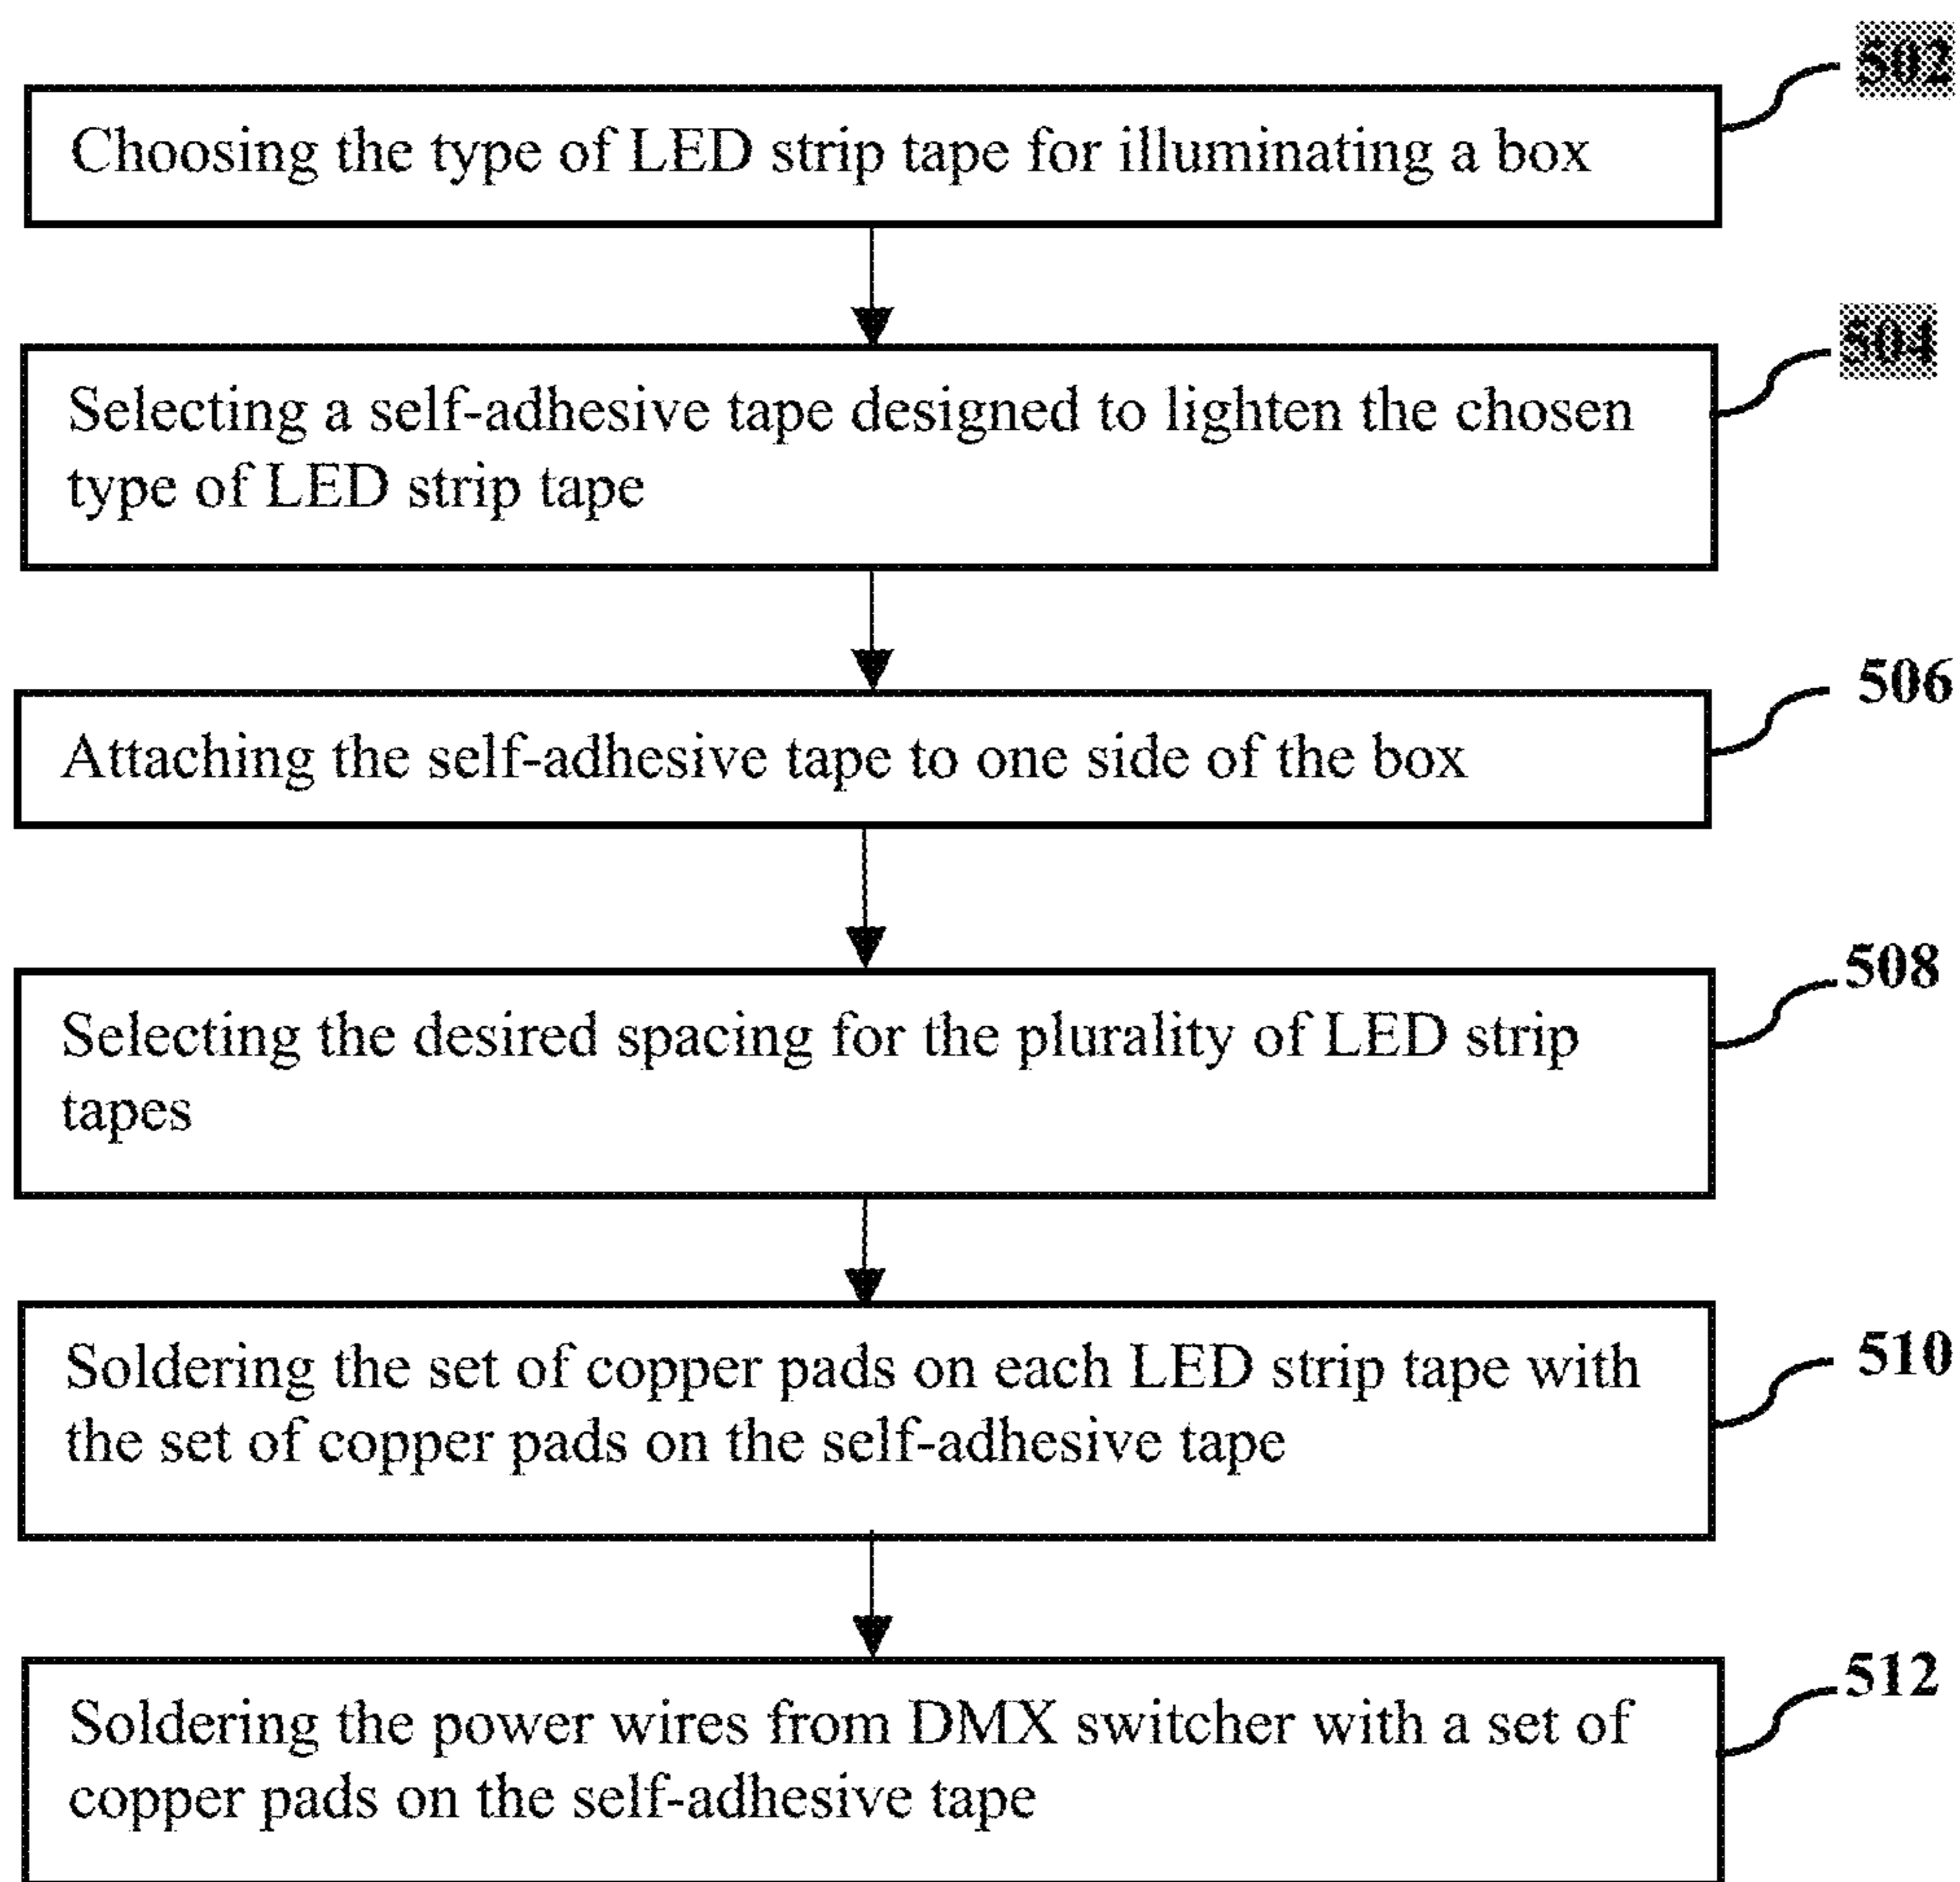 502
Choosing the type of LED strip tape for illuminating a box
504
Selecting a self-adhesive tape designed to lighten the chosen
type of LED strip tape
506
Attaching the self-adhesive tape to one side of the box
508
Selecting the desired spacing for the plurality of LED strip
tapes
510
Soldering the set of copper pads on each LED strip tape with
the set of copper pads on the self-adhesive tape
512
Soldering the power wires from DMX switcher with a set of
copper pads on the self-adhesive tape